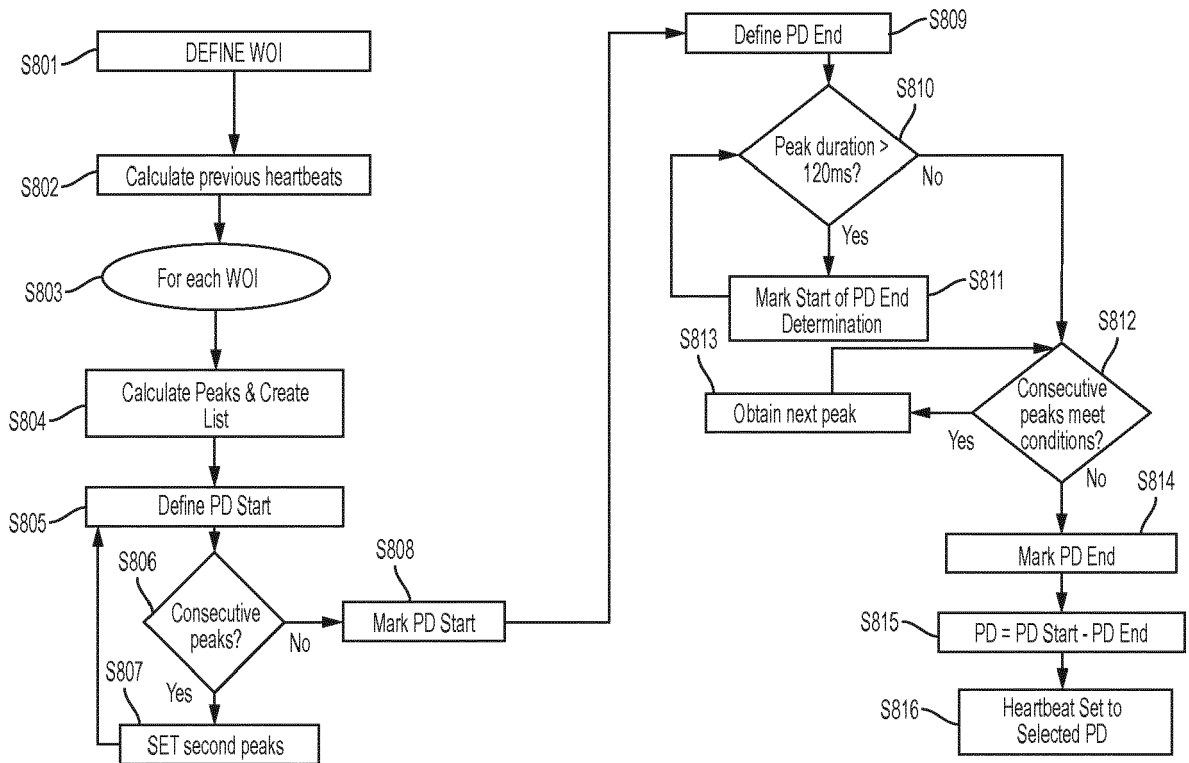 S801
DEFINE WOI
S802
Calculate previous heartbeats
S803
For each WOI
S804
Calculate Peaks & Create
List
S805
Define PD Start
S806
Consecutive
peaks?
No
Yes
S807
SET second peaks
S808
Mark PD Start
S809
Define PD End
S810
Peak duration >
120ms?
No
Yes
S811
Mark Start of PD End
Determination
S812
Consecutive
peaks meet
conditions?
Yes
No
S813
Obtain next peak
S814
Mark PD End
S815
PD = PD Start - PD End
S816
Heartbeat Set to
Selected PD